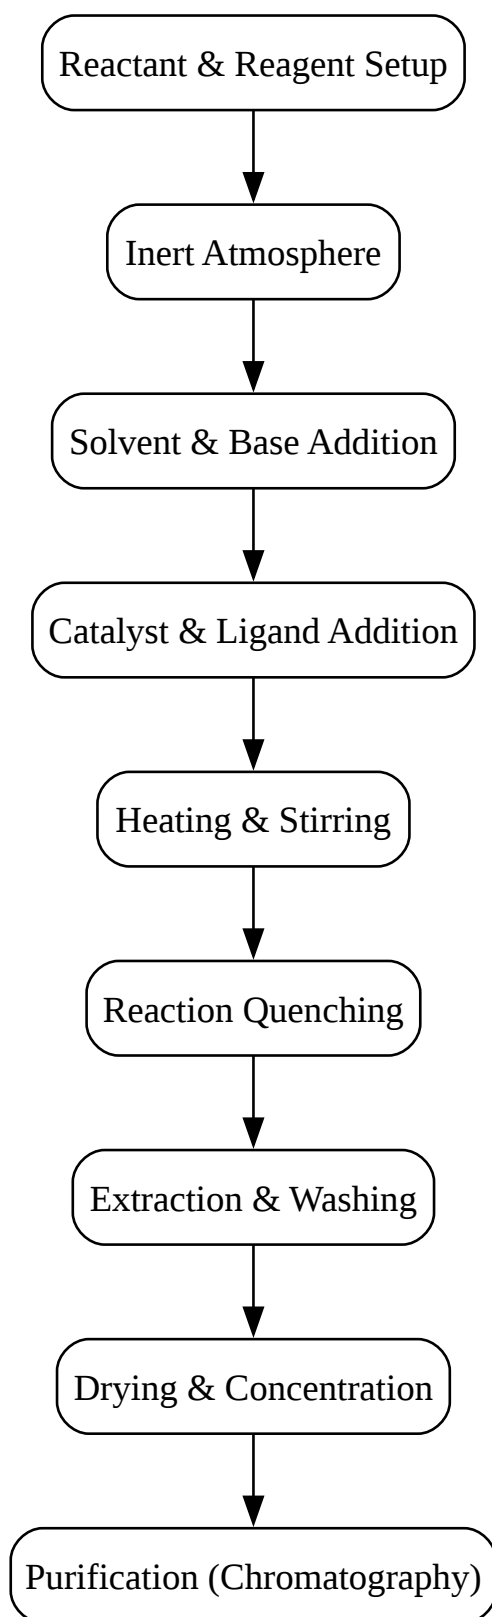 Reactant & Reagent Setup
Inert Atmosphere
Solvent & Base Addition
Catalyst & Ligand Addition
Heating & Stirring
Reaction Quenching
Extraction & Washing
Drying & Concentration
Purification (Chromatography)